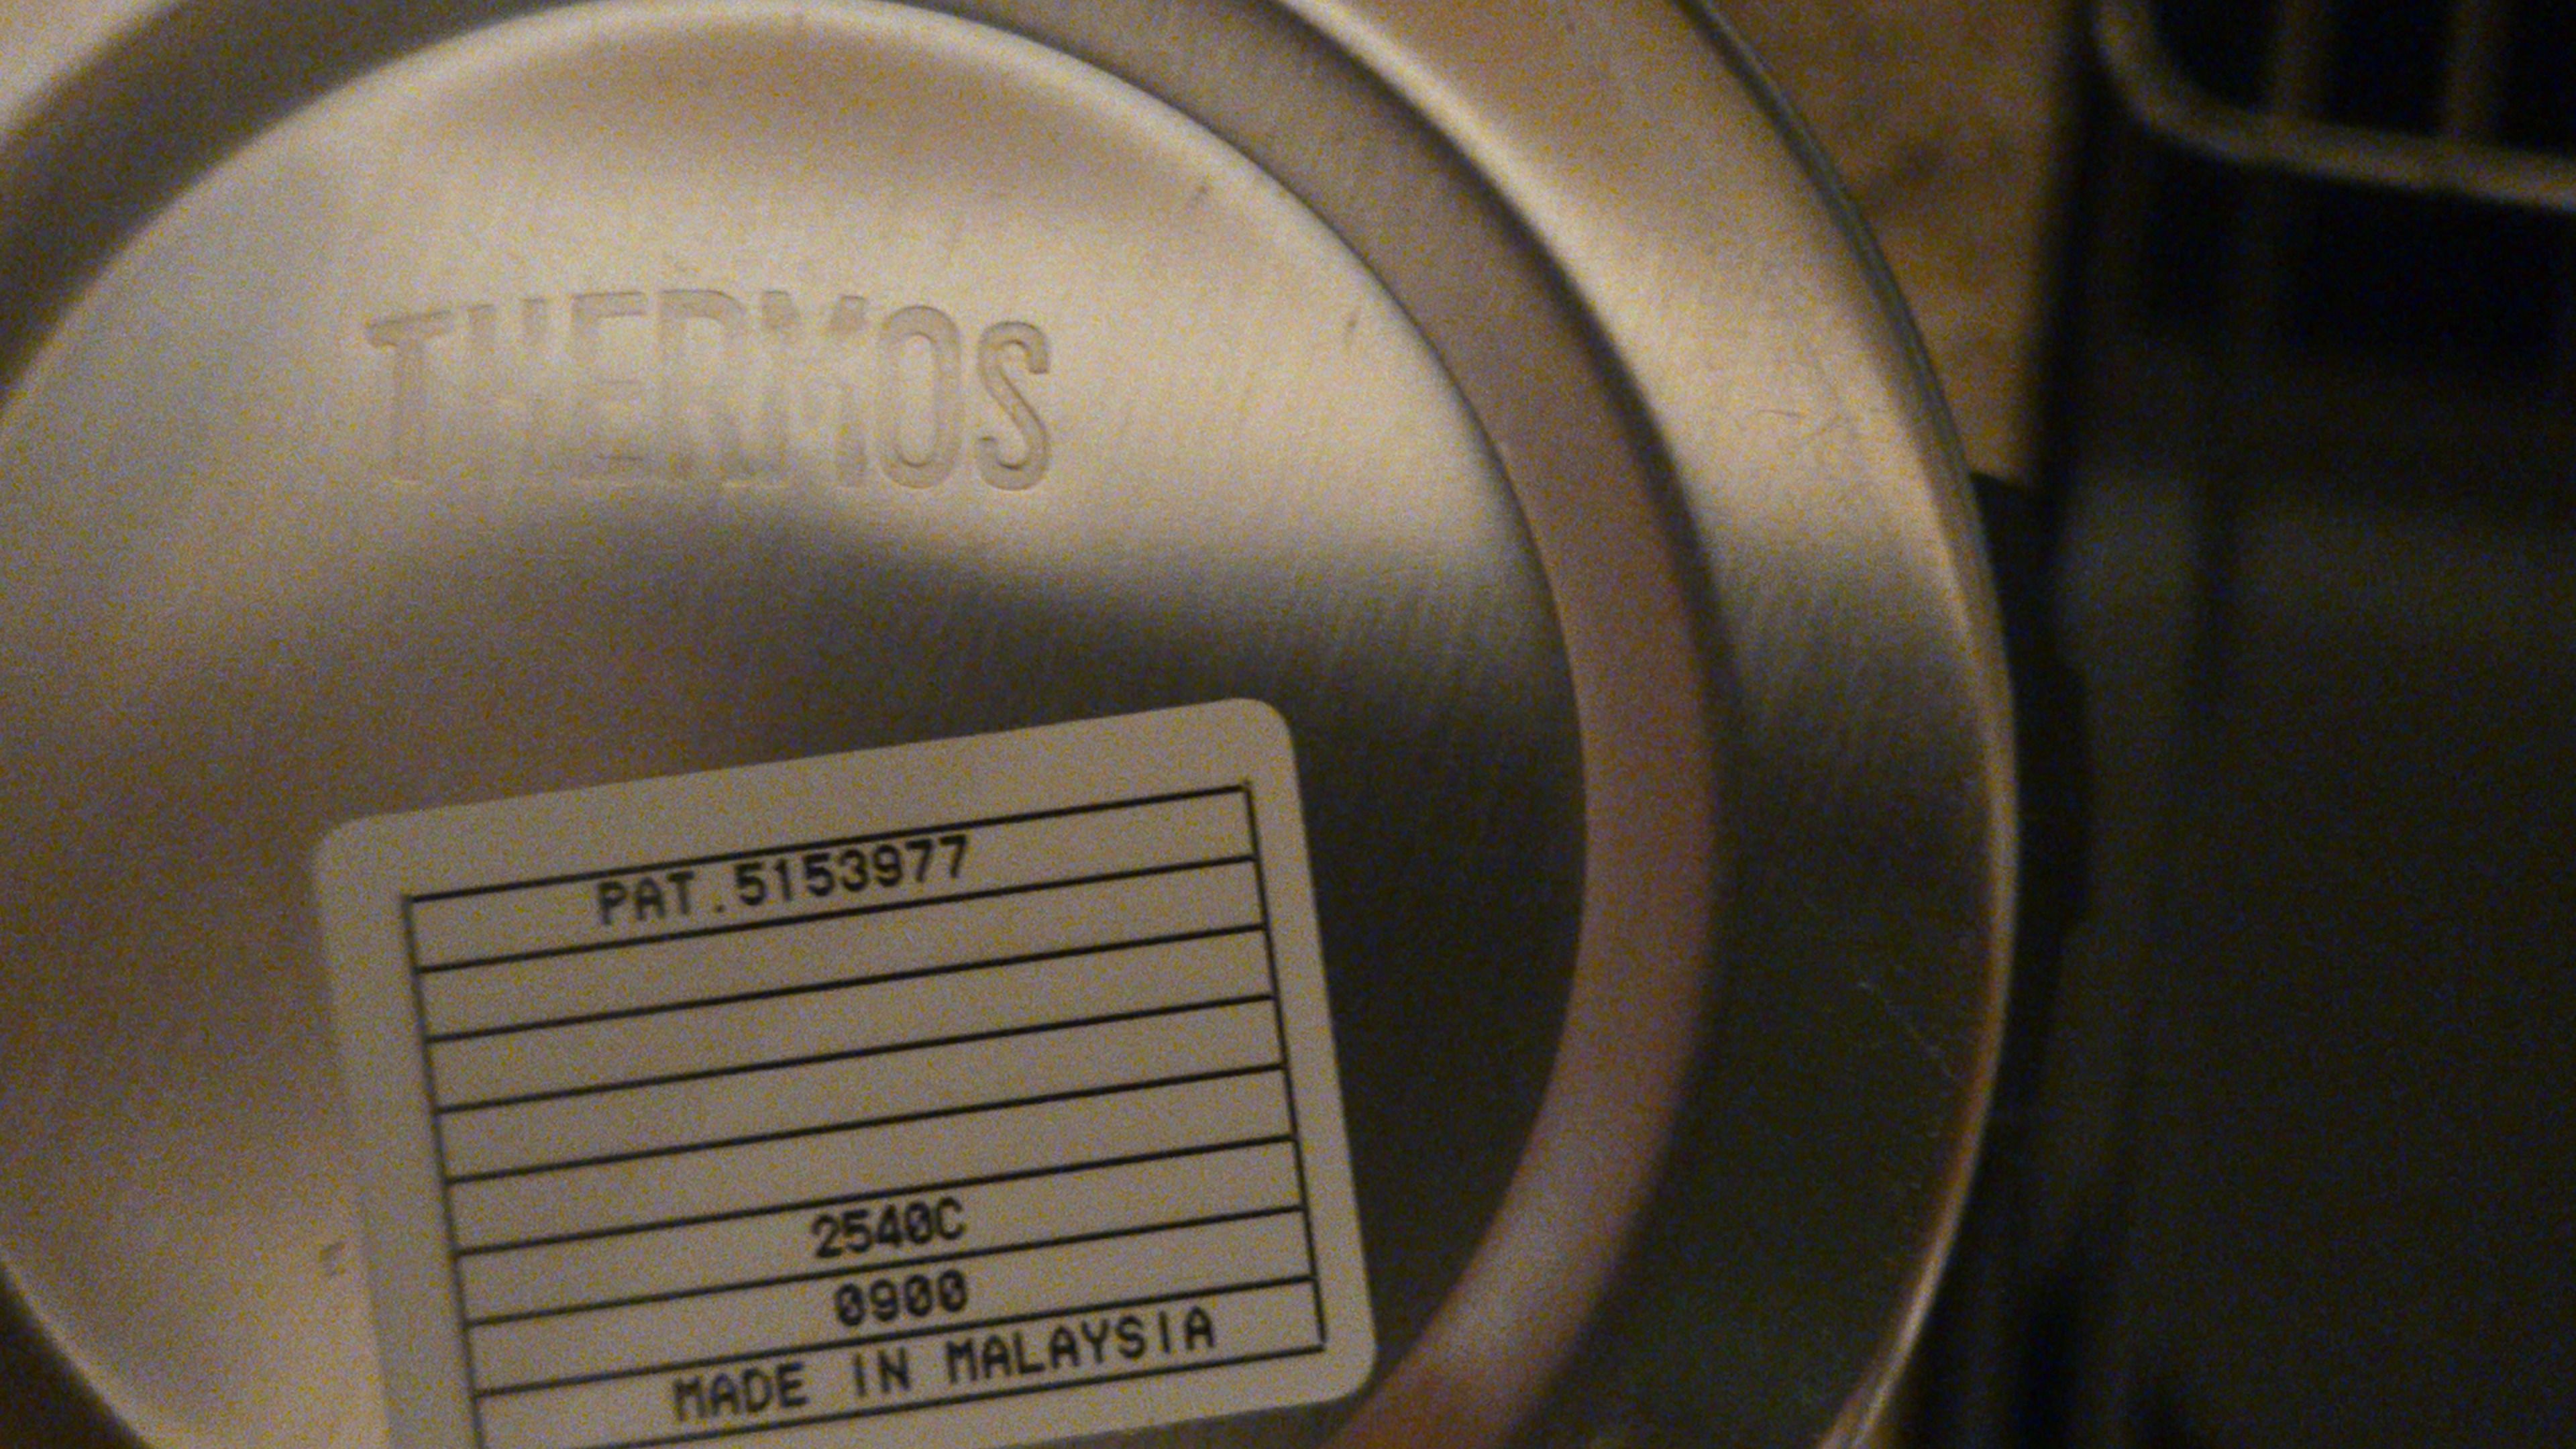 THERMOS
PAT.5153977
2540C
0900
MADE IN MALAYSIA